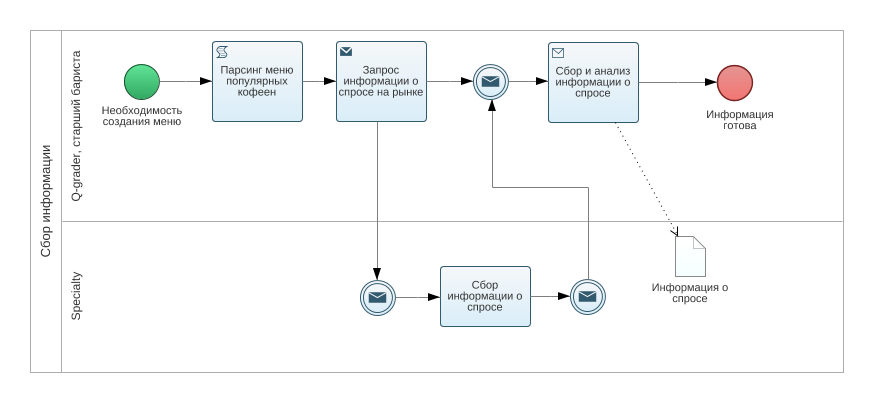 Сбор информации
Q-grader, старший бариста
Необходимость
создания меню
Парсинг меню
популярных
кофеен
Запрос
информации о
спросе на рынке
Сбор и анализ
информации о
спросе
Информация
готова
Specialty
Сбор
информации о
спросе
Информация о
спросе